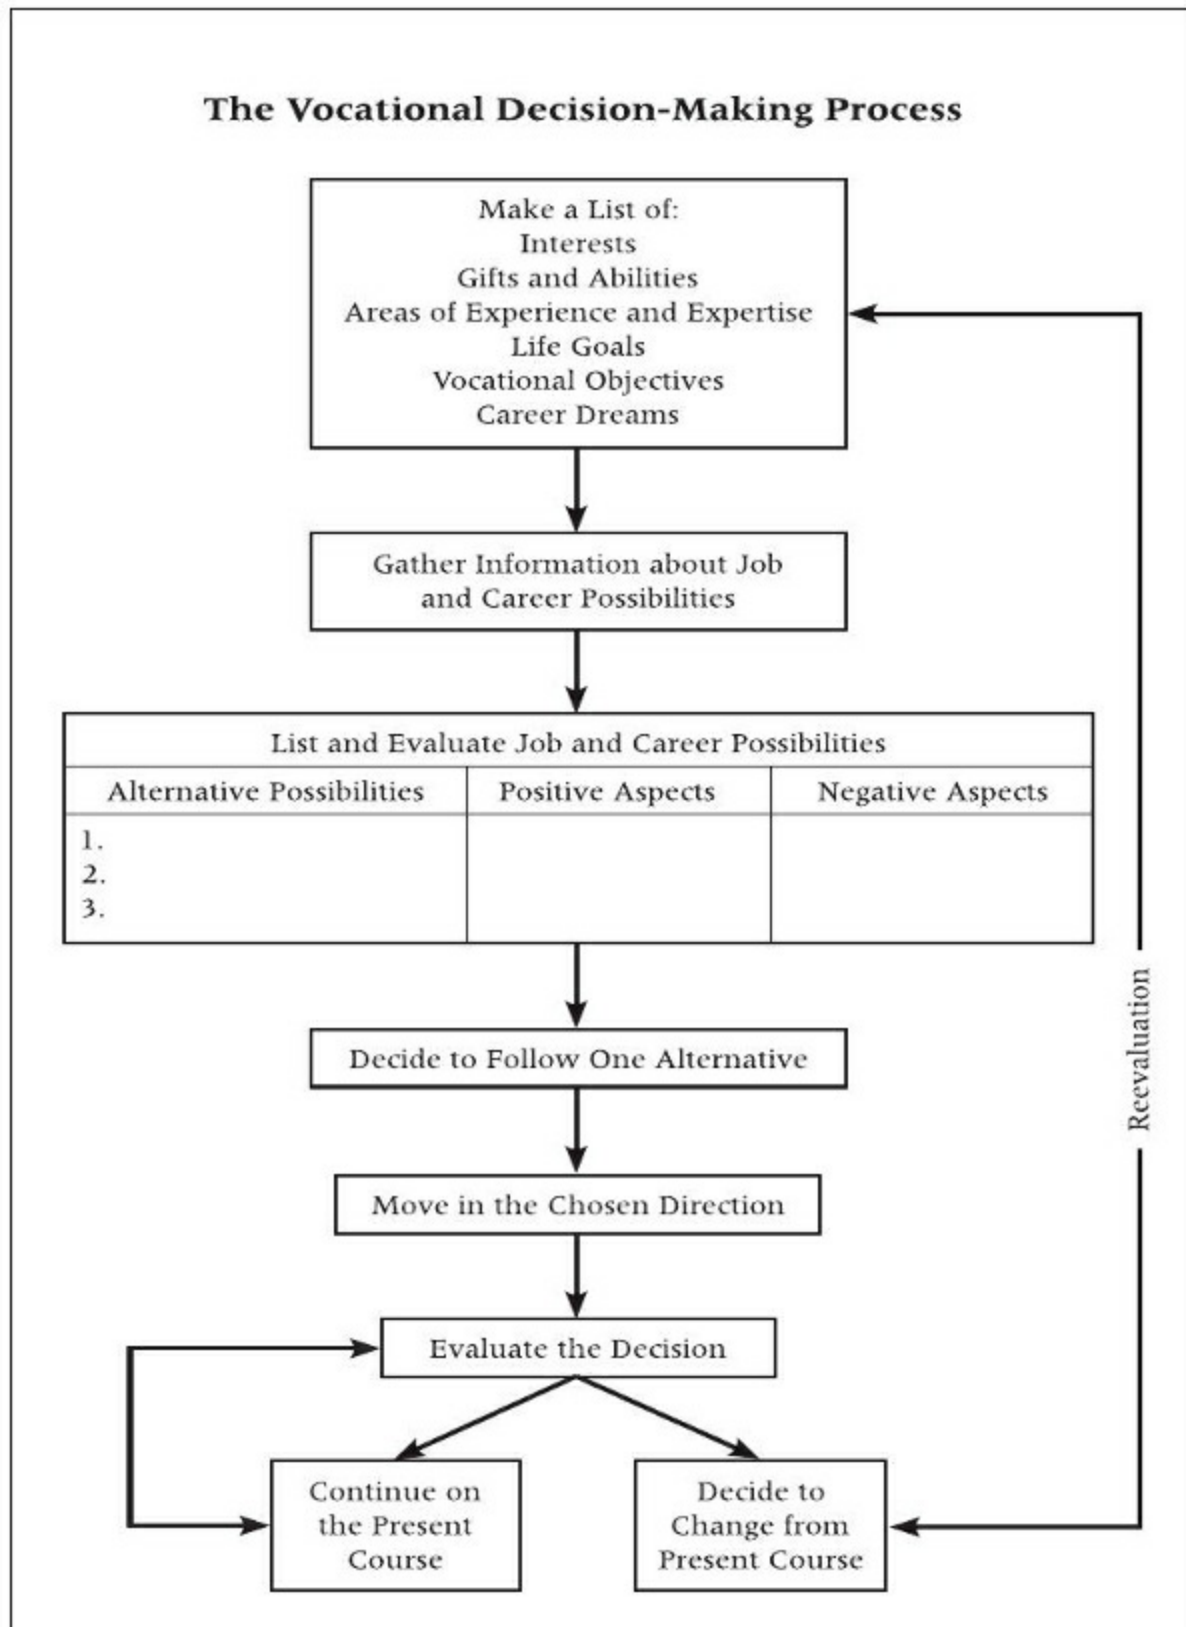 The Vocational Decision-Making Process
Make a List of:
Interests
Gifts and Abilities
Areas of Experience and Expertise
Life Goals
Vocational Objectives
Career Dreams
Gather Information about Job
and Career Possibilities
List and Evaluate Job and Career Possibilities
Alternative Possibilities
Positive Aspects
Negative Aspects
1.
2.
3.
Decide to Follow One Alternative
Reevaluation
Move in the Chosen Direction
Evaluate the Decision
Continue on
the Present
Course
Decide to
Change from
Present Course